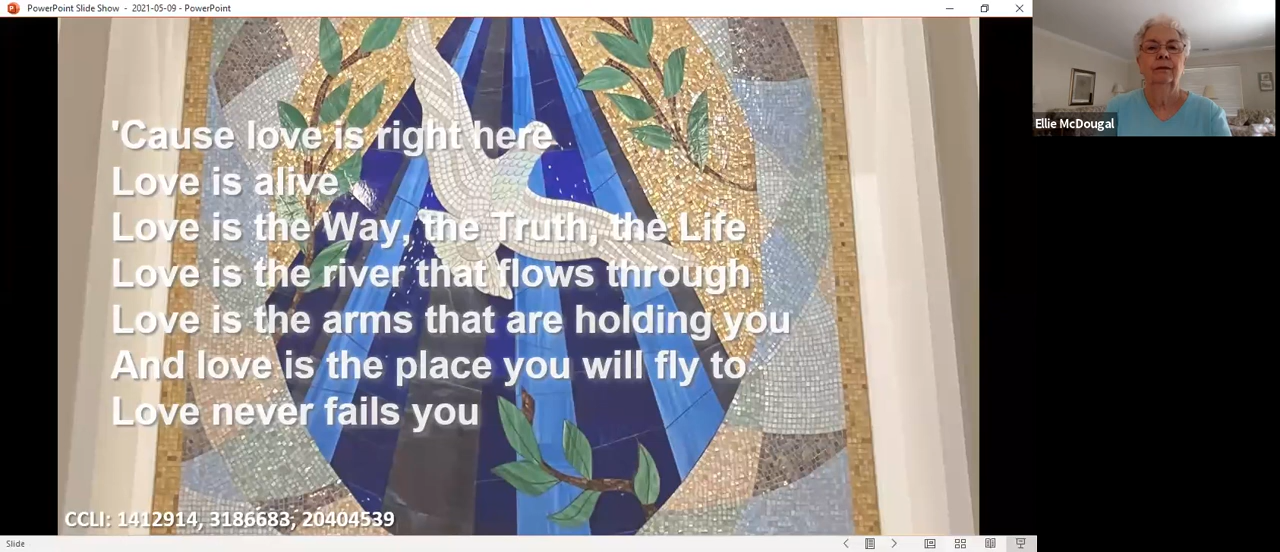 PowerPoint Slide Show - 2021-05-09 - PowerPoint
'Cause love is right here
Love is alive
Love is the Way, the Truth, the Life
Love is the river that flows through
Love is the arms that are holding you
And love is the place you will fly to
Love never fails you
CCLI: 1412914, 3186683, 20404539
Ellie McDougal
Slide